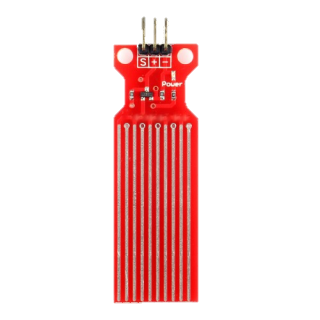 S + -
Power